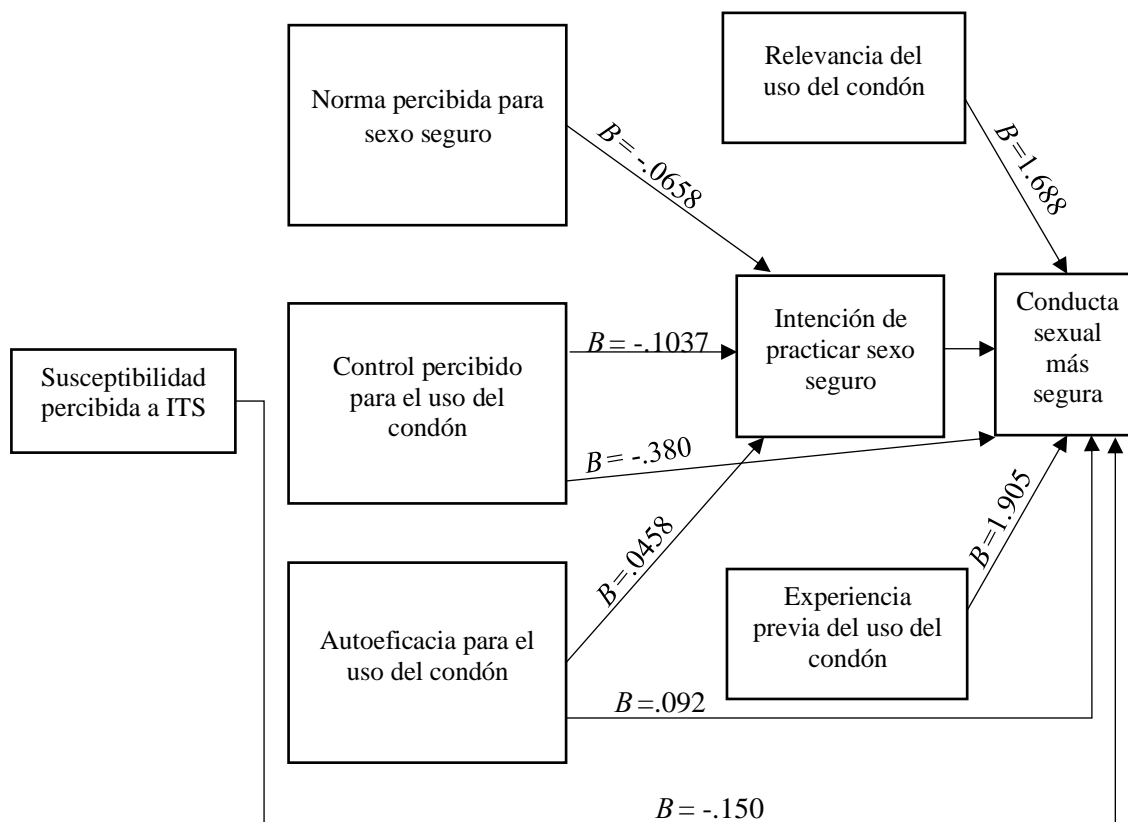 Norma percibida para
sexo seguro
Relevancia del
uso del condón
B = -.0658
B=1.688
Susceptibilidad
percibida a ITS
Control percibido
para el uso del
condón
B = -.1037
Intención de
practicar sexo
seguro
Conducta
sexual
más
segura
B = -.380
B=.0458
B=1.905
Autoeficacia para el
uso del condón
Experiencia
previa del uso del
condón
B =.092
B = -.150